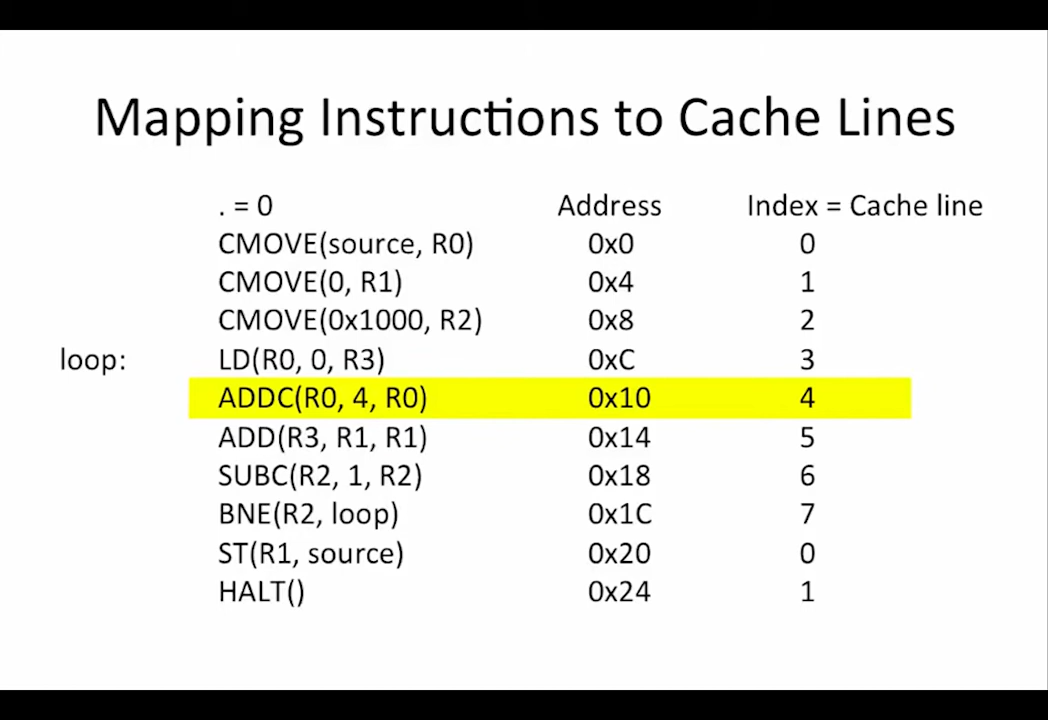 Mapping Instructions to Cache Lines
. = 0 Address Index = Cache line
CMOVE(source, R0) 0x0 0
CMOVE(0, R1) 0x4 1
CMOVE(0x1000, R2) 0x8 2
loop: LD(R0, 0, R3) 0xC 3
ADDC(R0, 4, R0) 0x10 4
ADD(R3, R1, R1) 0x14 5
SUBC(R2, 1, R2) 0x18 6
BNE(R2, loop) 0x1C 7
ST(R1, source) 0x20 0
HALT() 0x24 1